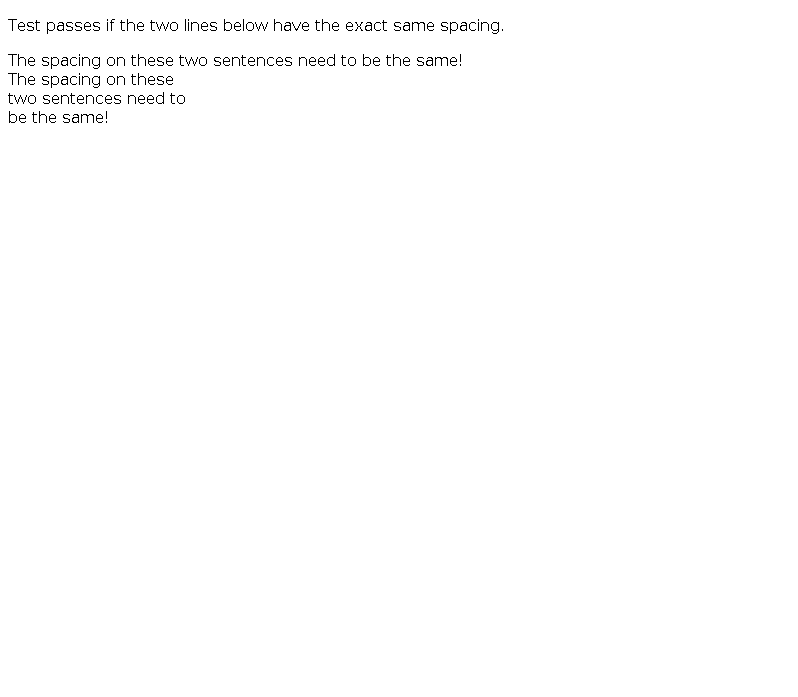 Test passes if the two lines below have the exact same spacing.
The spacing on these two sentences need to be the same!
The spacing on these
two sentences need to
be the same!